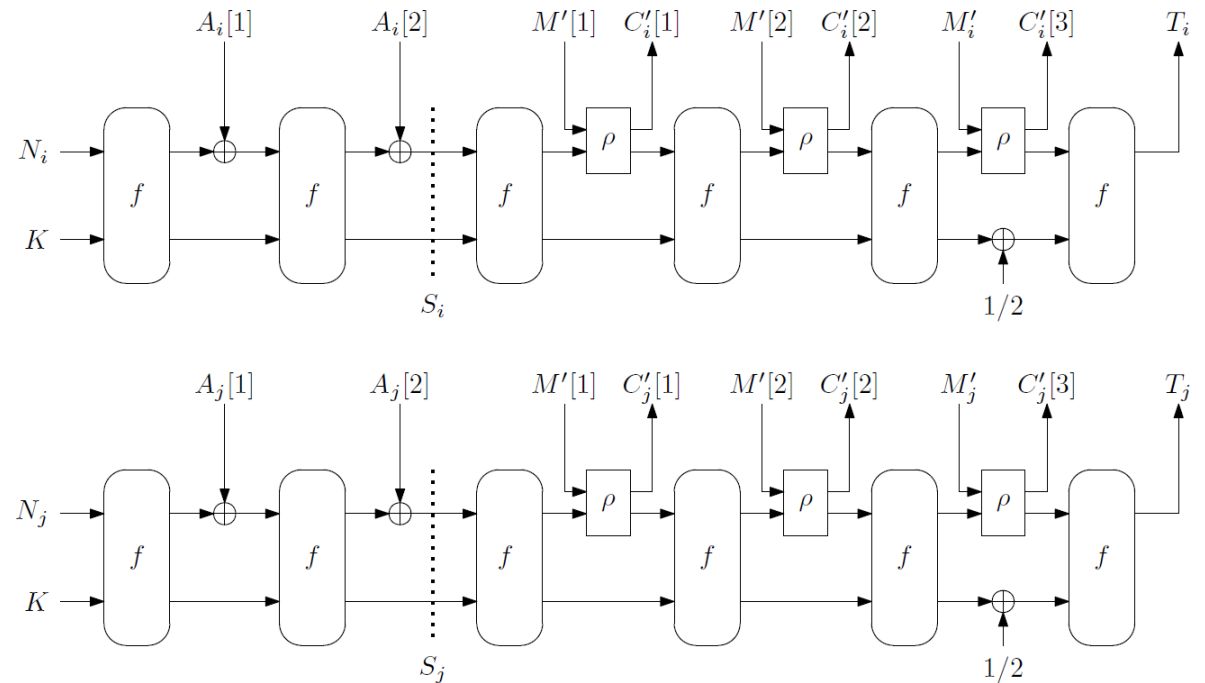 A_i[1] A_i[2] M'[1] C'_i[1] M'[2] C'_i[2] M'_i C'_i[3] T_i
N_i f f f ρ f ρ f ρ f
K
S_i 1/2
A_j[1] A_j[2] M'[1] C'_j[1] M'[2] C'_j[2] M'_j C'_j[3] T_j
N_j f f f ρ f ρ f ρ f
K
S_j 1/2